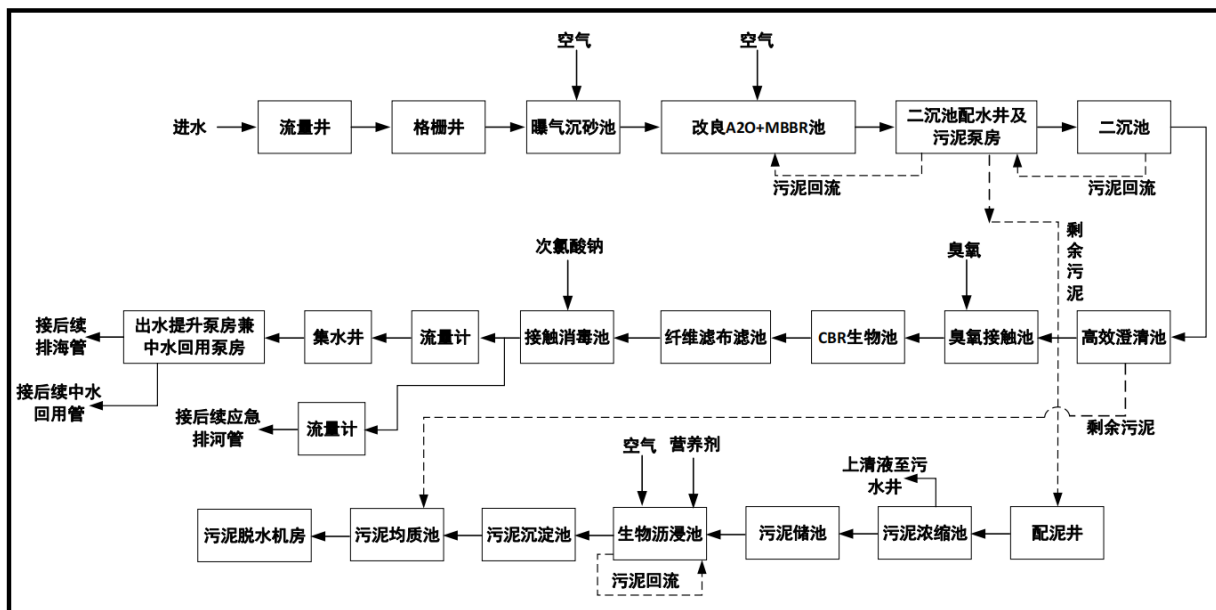 空气
空气
进水
流量井
格栅井
曝气沉砂池
改良A2O+MBBR池
二沉池配水井及
污泥泵房
二沉池
污泥回流
污泥回流
剩
余
污
泥
次氯酸钠
臭氧
接后续
排海管
出水提升泵房兼
中水回用泵房
集水井
流量计
接触消毒池
纤维滤布滤池
CBR生物池
臭氧接触池
高效澄清池
接后续中水
回用管
接后续应急
排河管
流量计
剩余污泥
空气
营养剂
上清液至污
水井
污泥脱水机房
污泥均质池
污泥沉淀池
生物沥浸池
污泥储池
污泥浓缩池
配泥井
污泥回流